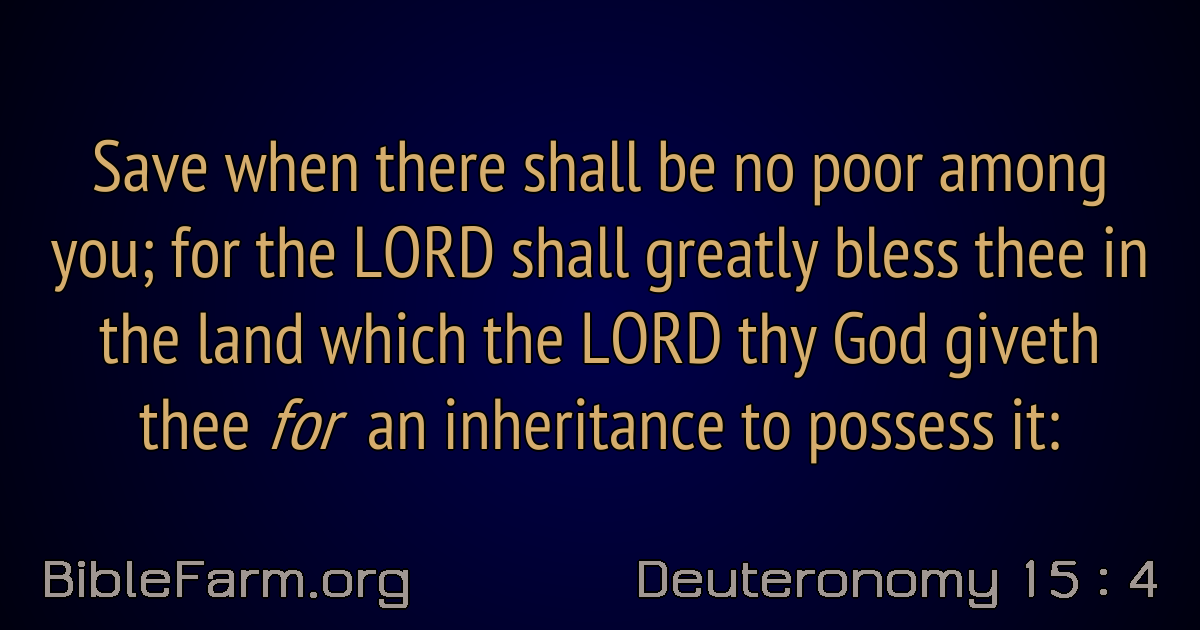 Save when there shall be no poor among
you; for the LORD shall greatly bless thee in
the land which the LORD thy God giveth
thee for an inheritance to possess it:
BibleFarm.org
Deuteronomy 15 : 4